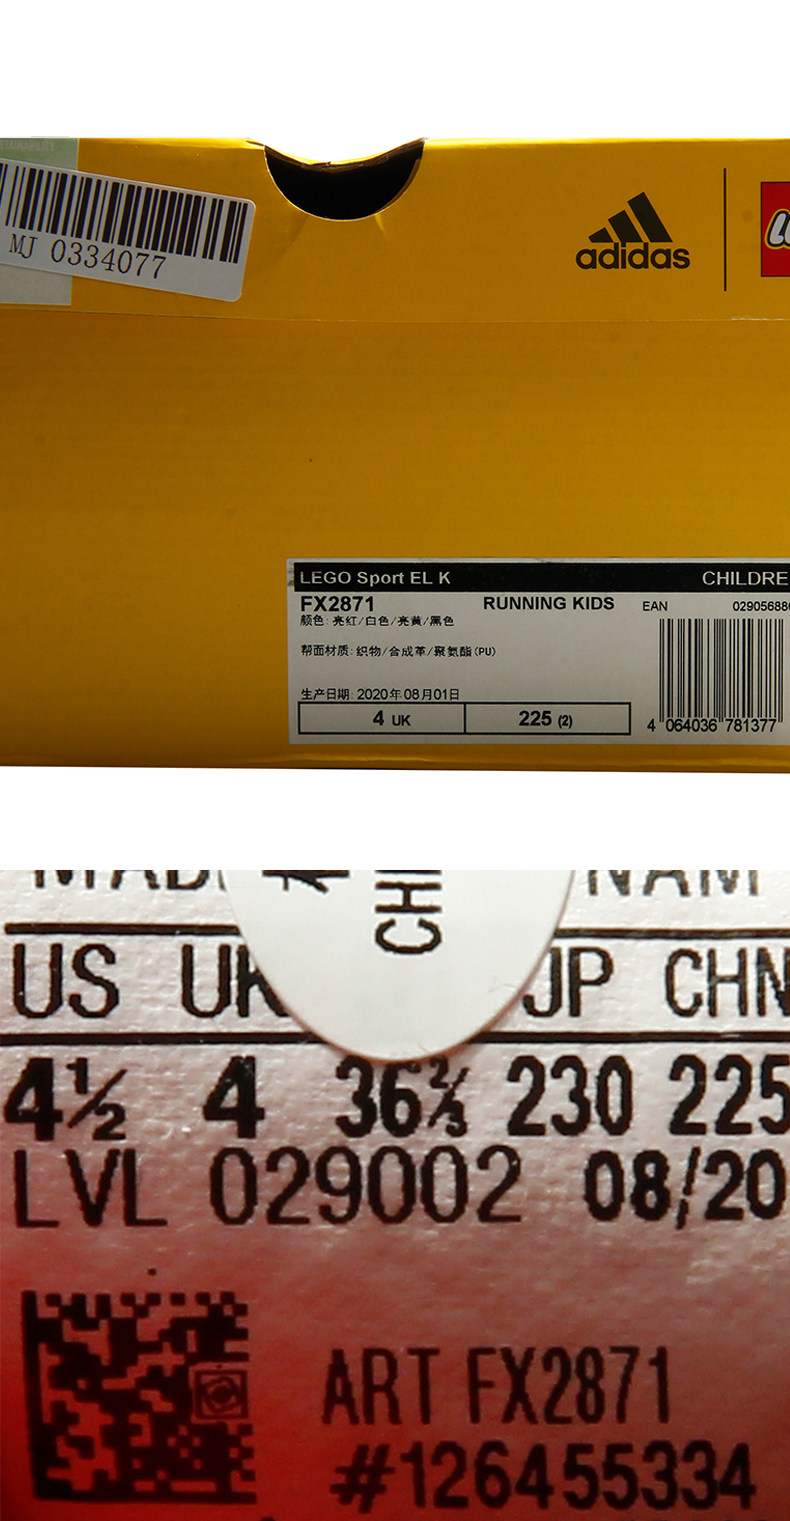 MJ 0334077
adidas
LEGO Sport EL K CHILDRE
FX2871 RUNNING KIDS EAN 02905688
颜色: 亮红/白色/亮黄/黑色
帮面材质: 织物/合成革/聚氨酯(PU)
生产日期: 2020年08月01日
4 UK 225 (2)
4 064036 781377
CHI
US UK JP CHN
4½ 4 36⅔ 230 225
LVL 029002 08/20
ART FX2871
#126455334